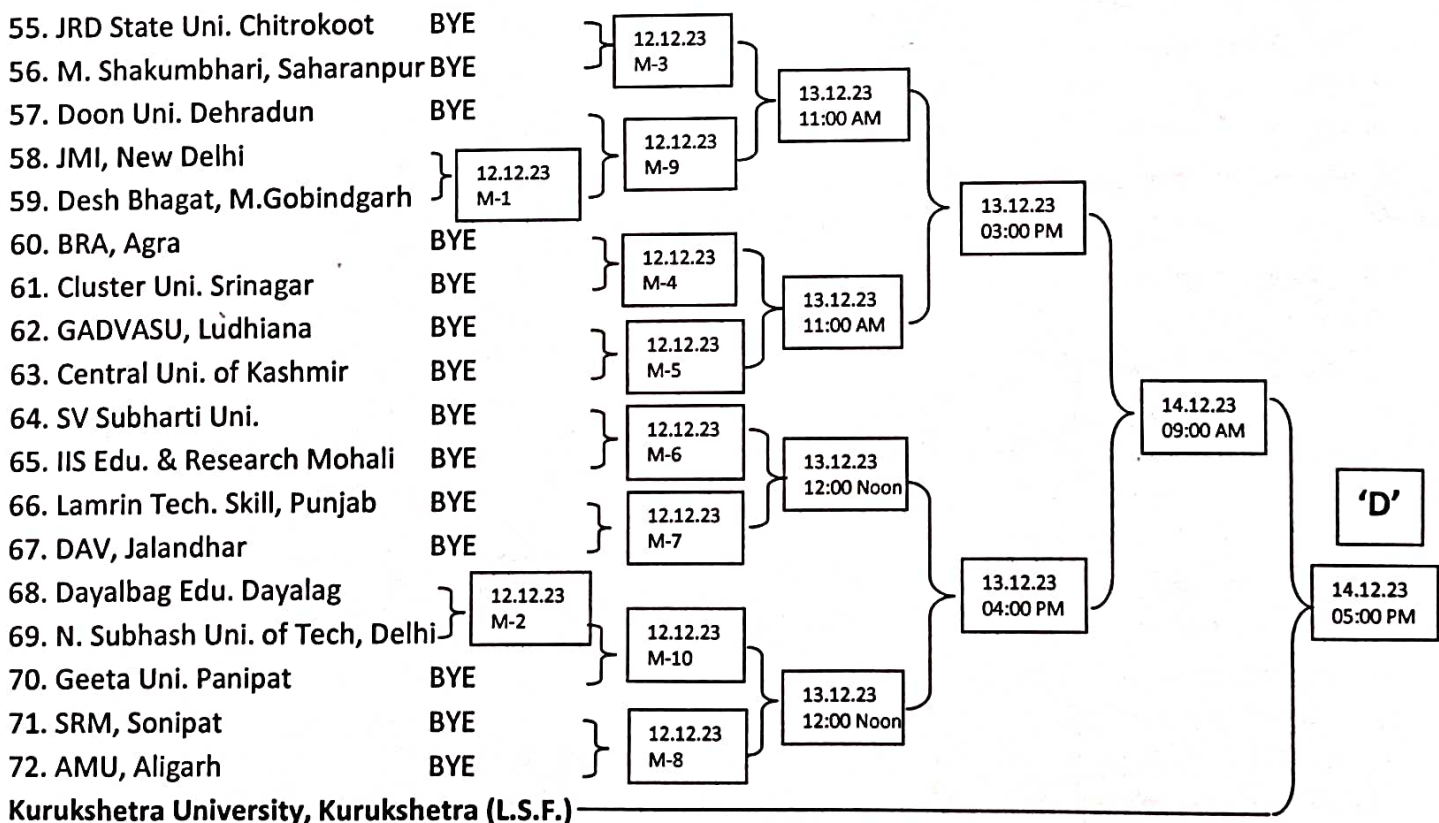 55. JRD State Uni. Chitrokoot BYE
56. M. Shakumbhari, Saharanpur BYE
12.12.23
M-3
57. Doon Uni. Dehradun BYE
13.12.23
11:00 AM
58. JMI, New Delhi
59. Desh Bhagat, M.Gobindgarh
12.12.23
M-1
12.12.23
M-9
60. BRA, Agra BYE
61. Cluster Uni. Srinagar BYE
12.12.23
M-4
13.12.23
03:00 PM
62. GADVASU, Ludhiana BYE
63. Central Uni. of Kashmir BYE
12.12.23
M-5
13.12.23
11:00 AM
64. SV Subharti Uni. BYE
65. IIS Edu. & Research Mohali BYE
12.12.23
M-6
14.12.23
09:00 AM
66. Lamrin Tech. Skill, Punjab BYE
67. DAV, Jalandhar BYE
12.12.23
M-7
13.12.23
12:00 Noon
'D'
68. Dayalbag Edu. Dayalag
69. N. Subhash Uni. of Tech, Delhi
12.12.23
M-2
13.12.23
04:00 PM
14.12.23
05:00 PM
70. Geeta Uni. Panipat BYE
12.12.23
M-10
71. SRM, Sonipat BYE
72. AMU, Aligarh BYE
12.12.23
M-8
13.12.23
12:00 Noon
Kurukshetra University, Kurukshetra (L.S.F.)